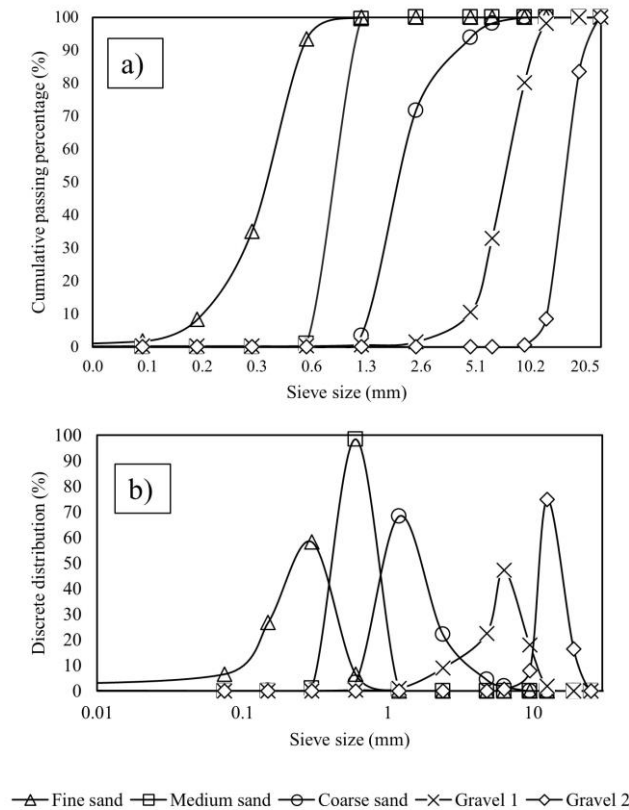 100
90
80
70
60
50
40
30
20
10
0
a)
Cumulative passing percentage (%)
0.0 0.1 0.2 0.3 0.6 1.3 2.6 5.1 10.2 20.5
Sieve size (mm)
100
90
80
70
60
50
40
30
20
10
0
b)
Discrete distribution (%)
0.01 0.1 1 10
Sieve size (mm)
Fine sand Medium sand Coarse sand Gravel 1 Gravel 2